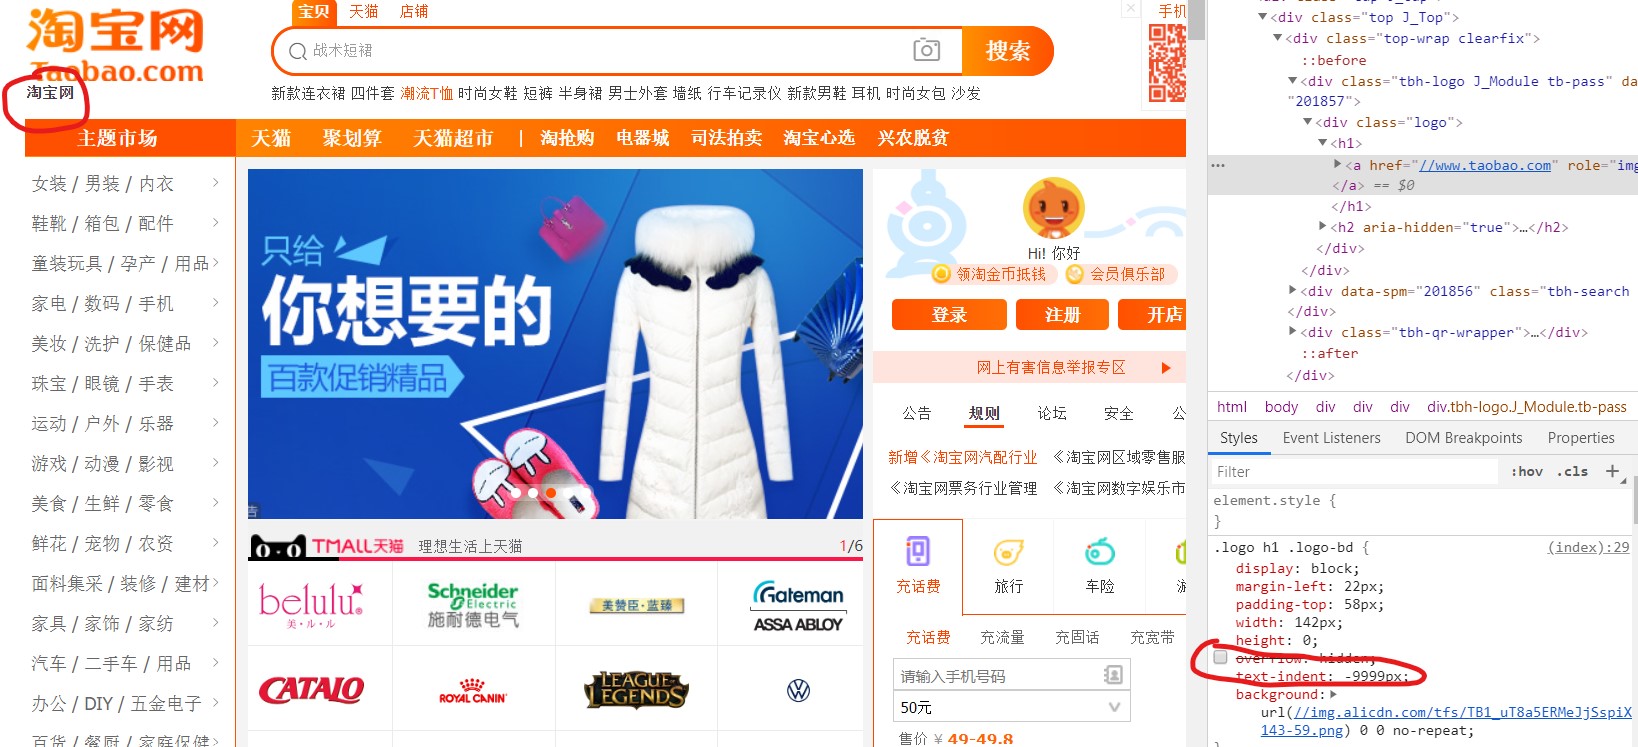 宝贝 天猫 店铺
淘宝网
Taobao.com
淘宝网
战术短裙
搜索
新款连衣裙 四件套 潮流T恤 时尚女鞋 短裤 半身裙 男士外套 墙纸 行车记录仪 新款男鞋 耳机 时尚女包 沙发
手机
主题市场
天猫 聚划算 天猫超市 | 淘抢购 电器城 司法拍卖 淘宝心选 兴农脱贫
女装 / 男装 / 内衣
鞋靴 / 箱包 / 配件
童装玩具 / 孕产 / 用品
家电 / 数码 / 手机
美妆 / 洗护 / 保健品
珠宝 / 眼镜 / 手表
运动 / 户外 / 乐器
游戏 / 动漫 / 影视
美食 / 生鲜 / 零食
鲜花 / 宠物 / 农资
面料集采 / 装修 / 建材
家具 / 家饰 / 家纺
汽车 / 二手车 / 用品
办公 / DIY / 五金电子
百货 / 餐厨 / 家庭保健
只给
你想要的
百款促销精品
告
TMALL天猫 理想生活上天猫 1/6
belulu
美·ル·ル
Schneider
Electric
施耐德电气
美赞臣·蓝臻
Gateman
ASSA ABLOY
CATALO
ROYAL CANIN
LEAGUE
OF
LEGENDS
Hi! 你好
领淘金币抵钱 会员俱乐部
登录 注册 开店
网上有害信息举报专区
公告 规则 论坛 安全 公
新增《淘宝网汽配行业 《淘宝网区域零售服
《淘宝网票务行业管理 《淘宝网数字娱乐市
充话费 旅行 车险 游
充话费 充流量 充固话 充宽带
请输入手机号码
50元
售价 ¥ 49-49.8
<div class="top J_Top">
<div class="top-wrap clearfix">
::before
<div class="tbh-logo J_Module tb-pass" da
"201857">
<div class="logo">
<h1>
<a href="//www.taobao.com" role="img
</a> == $0
</h1>
<h2 aria-hidden="true">…</h2>
</div>
</div>
<div data-spm="201856" class="tbh-search
</div>
<div class="tbh-qr-wrapper">…</div>
::after
</div>
html body div div div div.tbh-logo.J_Module.tb-pass
Styles Event Listeners DOM Breakpoints Properties
Filter :hov .cls +
element.style {
}
.logo h1 .logo-bd { (index):29
display: block;
margin-left: 22px;
padding-top: 58px;
width: 142px;
height: 0;
overflow: hidden;
text-indent: -9999px;
background:
url(//img.alicdn.com/tfs/TB1_uT8a5ERMeJjSspiX
143-59.png) 0 0 no-repeat;